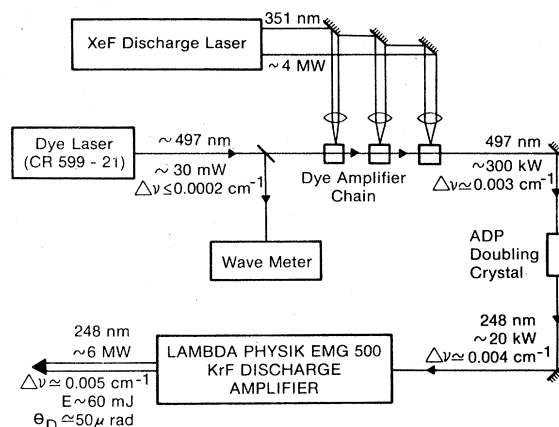 351 nm
XeF Discharge Laser
~ 4 MW
Dye Laser
(CR 599 - 21)
~ 497 nm
~ 30 mW
△ν≤0.0002 cm⁻¹
Dye Amplifier
Chain
497 nm
~300 kW
△ν≃0.003 cm⁻¹
Wave Meter
ADP
Doubling
Crystal
248 nm
~20 kW
△ν≃0.004 cm⁻¹
LAMBDA PHYSIK EMG 500
KrF DISCHARGE
AMPLIFIER
248 nm
~6 MW
△ν≃0.005 cm⁻¹
E~60 mJ
θD≃50μ rad